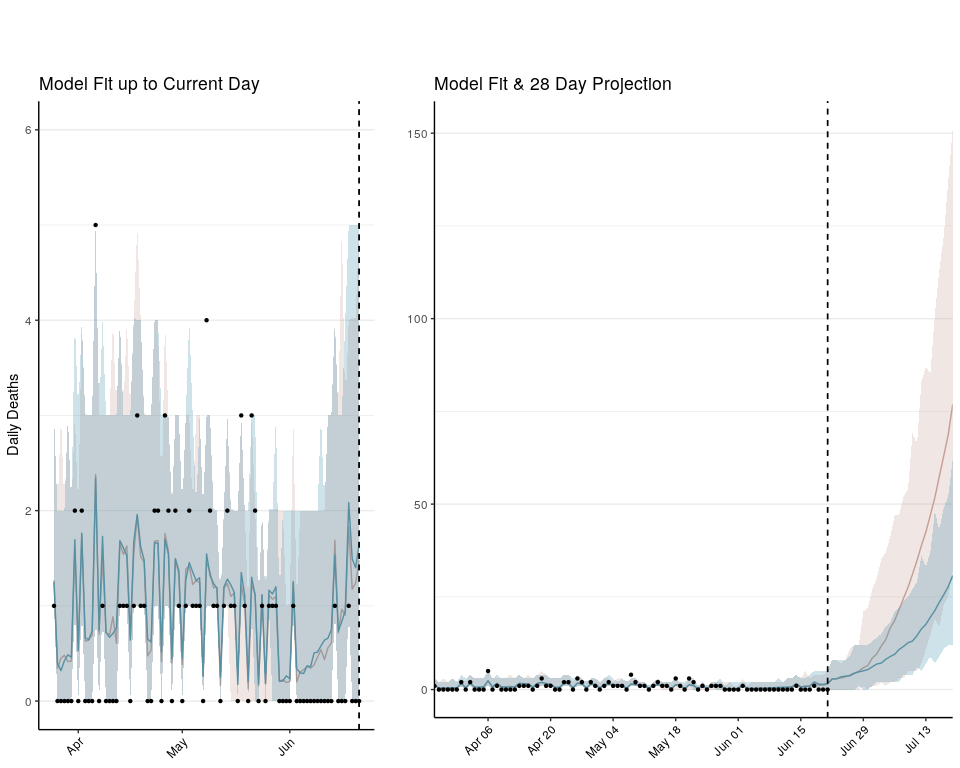 Model Fit up to Current Day
Daily Deaths
6
4
2
0
Apr
May
Jun
Model Fit & 28 Day Projection
150
100
50
0
Apr 06
Apr 20
May 04
May 18
Jun 01
Jun 15
Jun 29
Jul 13